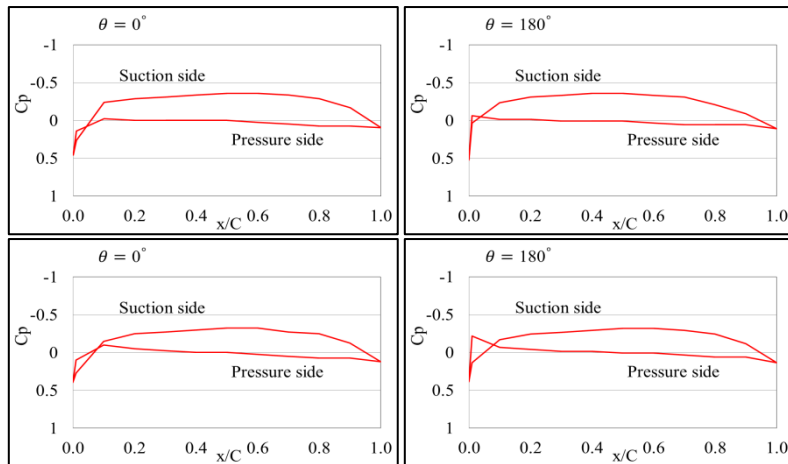 θ = 0°
-1
-0.5
0
0.5
1
Cp
Suction side
Pressure side
0.0 0.2 0.4 0.6 0.8 1.0
x/C
θ = 180°
-1
-0.5
0
0.5
1
Cp
Suction side
Pressure side
0.0 0.2 0.4 0.6 0.8 1.0
x/C
θ = 0°
-1
-0.5
0
0.5
1
Cp
Suction side
Pressure side
0.0 0.2 0.4 0.6 0.8 1.0
x/C
θ = 180°
-1
-0.5
0
0.5
1
Cp
Suction side
Pressure side
0.0 0.2 0.4 0.6 0.8 1.0
x/C